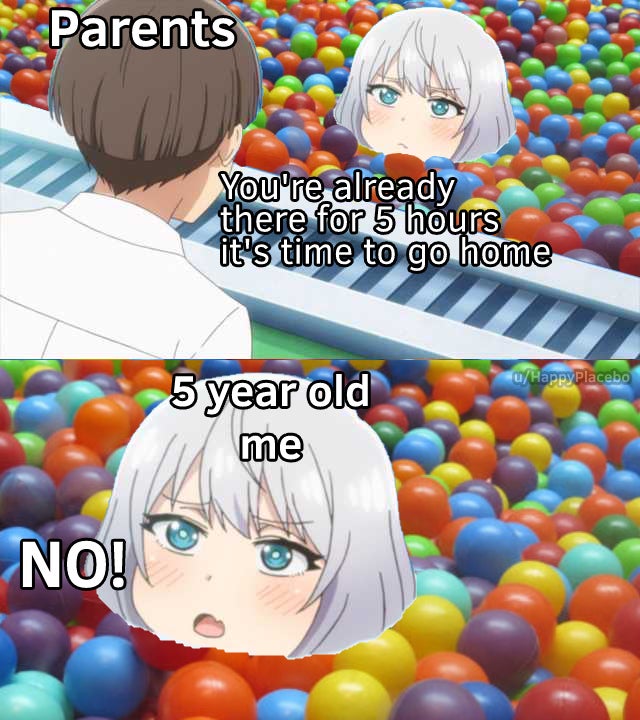 Parents
You're already
there for 5 hours
it's time to go home
u/HappyPlacebo
5 year old
me
NO!